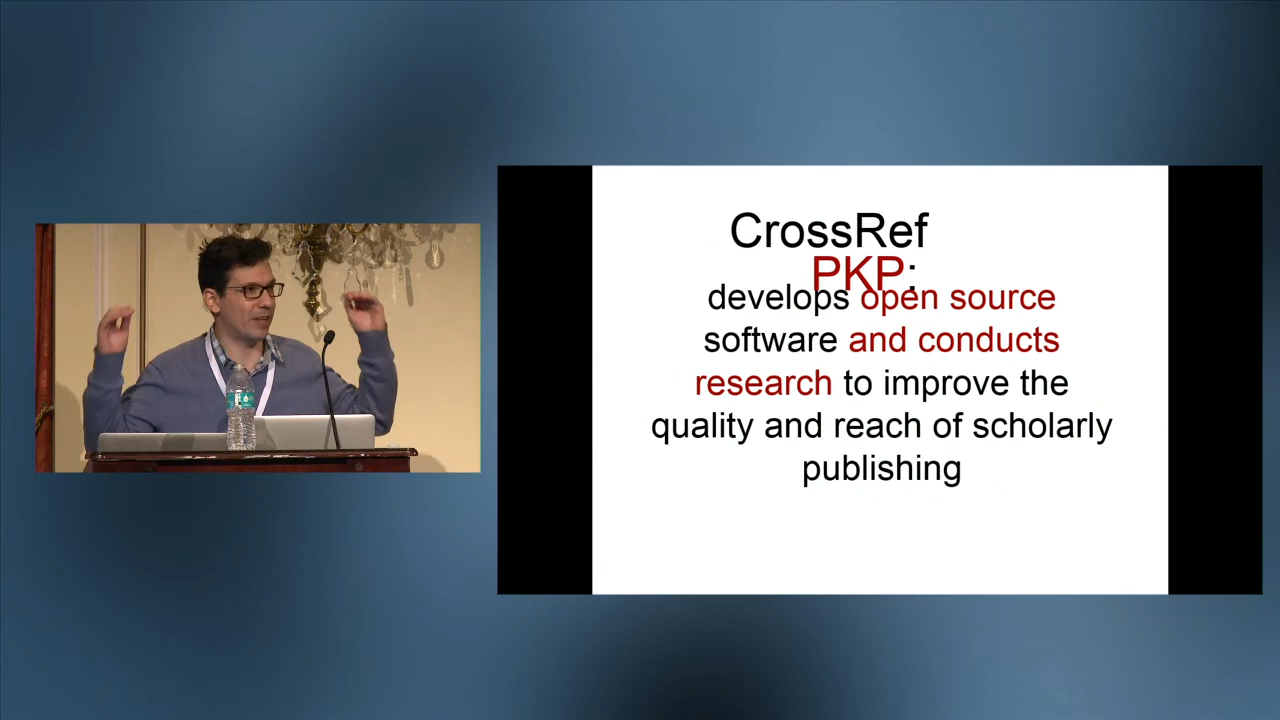 CrossRef
PKP:
develops open source
software and conducts
research to improve the
quality and reach of scholarly
publishing